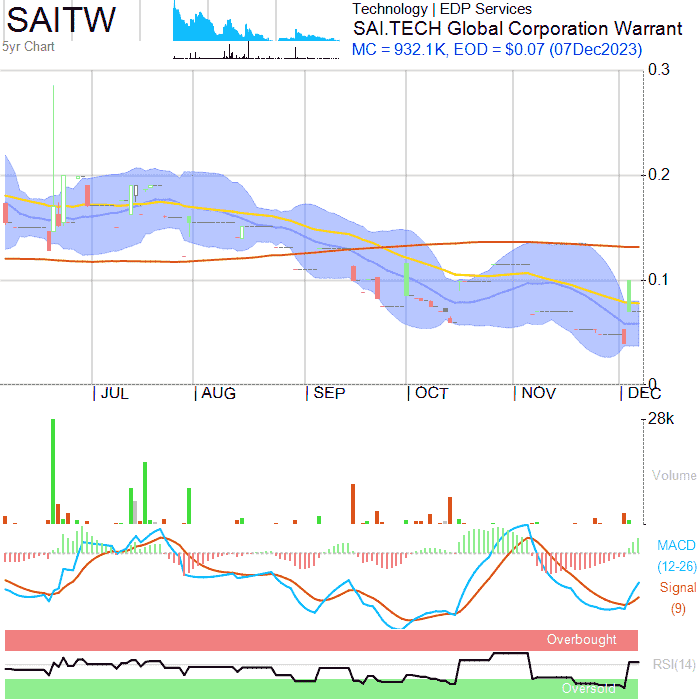 SAITW
5yr Chart
Technology | EDP Services
SAI.TECH Global Corporation Warrant
MC = 932.1K, EOD = $0.07 (07Dec2023)
0.3
0.2
0.1
0
JUL AUG SEP OCT NOV DEC
28k
Volume
MACD
(12-26)
Signal
(9)
Overbought
RSI(14)
Oversold